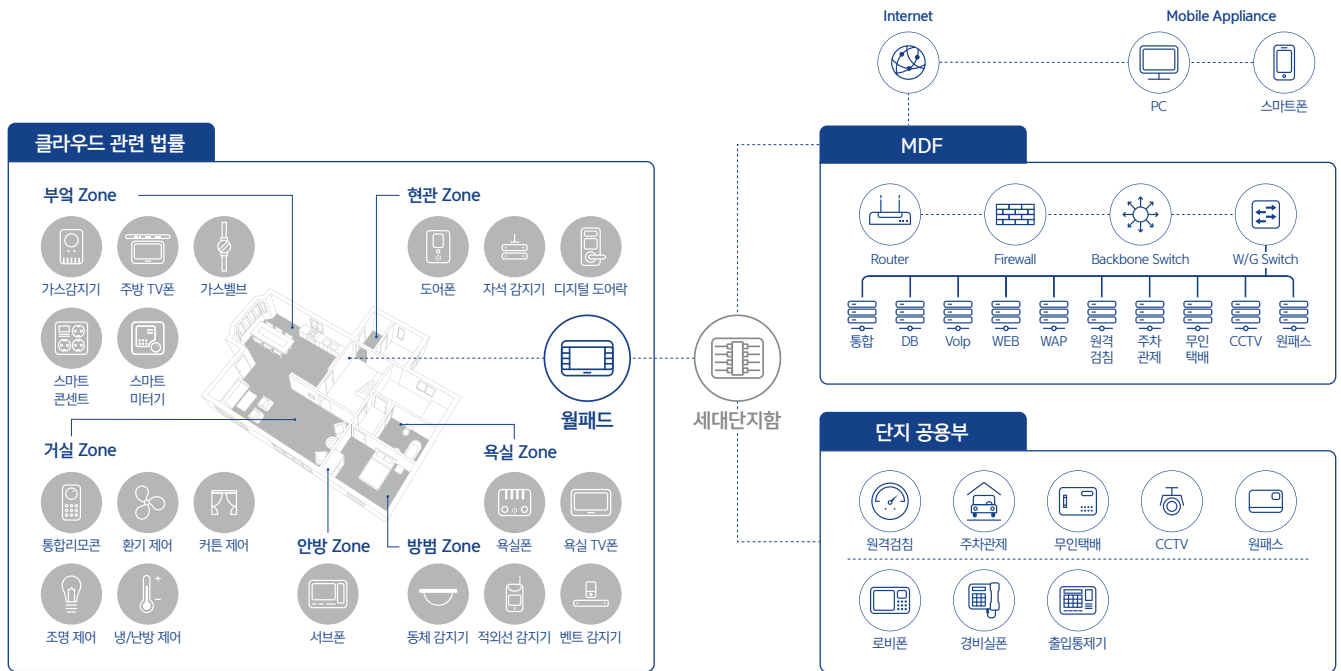 Internet
Mobile Appliance
PC
스마트폰
클라우드 관련 법률
부엌 Zone
가스감지기
주방 TV폰
가스벨브
스마트
콘센트
스마트
미터기
현관 Zone
도어폰
자석 감지기
디지털 도어락
거실 Zone
통합리모콘
환기 제어
커튼 제어
조명 제어
냉/난방 제어
안방 Zone
서브폰
방범 Zone
동체 감지기
적외선 감지기
벤트 감지기
욕실 Zone
욕실폰
욕실 TV폰
월패드
세대단지함
MDF
Router
Firewall
Backbone Switch
W/G Switch
통합
DB
Volp
WEB
WAP
원격
검침
주차
관제
무인
택배
CCTV
원패스
단지 공용부
원격검침
주차관제
무인택배
CCTV
원패스
로비폰
경비실폰
출입통제기